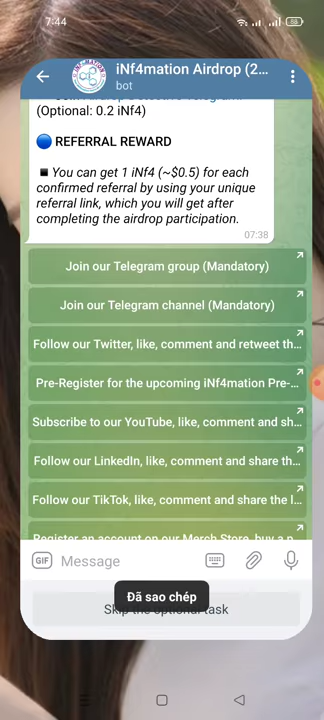 7:44
58
iNf4mation Airdrop (2...
bot
(Optional: 0.2 iNf4)
REFERRAL REWARD
You can get 1 iNf4 (~$0.5) for each
confirmed referral by using your unique
referral link, which you will get after
completing the airdrop participation.
07:38
Join our Telegram group (Mandatory)
Join our Telegram channel (Mandatory)
Follow our Twitter, like, comment and retweet th...
Pre-Register for the upcoming iNf4mation Pre-...
Subscribe to our YouTube, like, comment and sh...
Follow our LinkedIn, like, comment and share th...
Follow our TikTok, like, comment and share the l...
Register an account on our Merch Store, buy a p...
GIF
Message
Đã sao chép
Skip the optional task